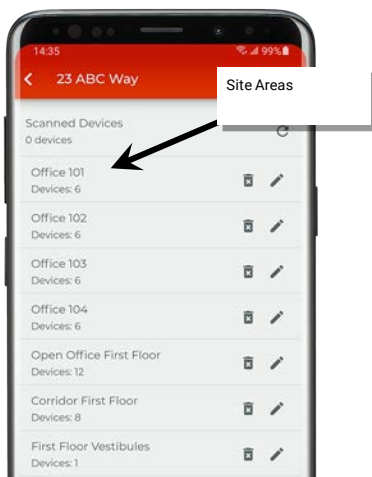 14:35
99%
23 ABC Way
Site Areas
Scanned Devices
0 devices
Office 101
Devices: 6
Office 102
Devices: 6
Office 103
Devices: 6
Office 104
Devices: 6
Open Office First Floor
Devices: 12
Corridor First Floor
Devices: 8
First Floor Vestibules
Devices: 1